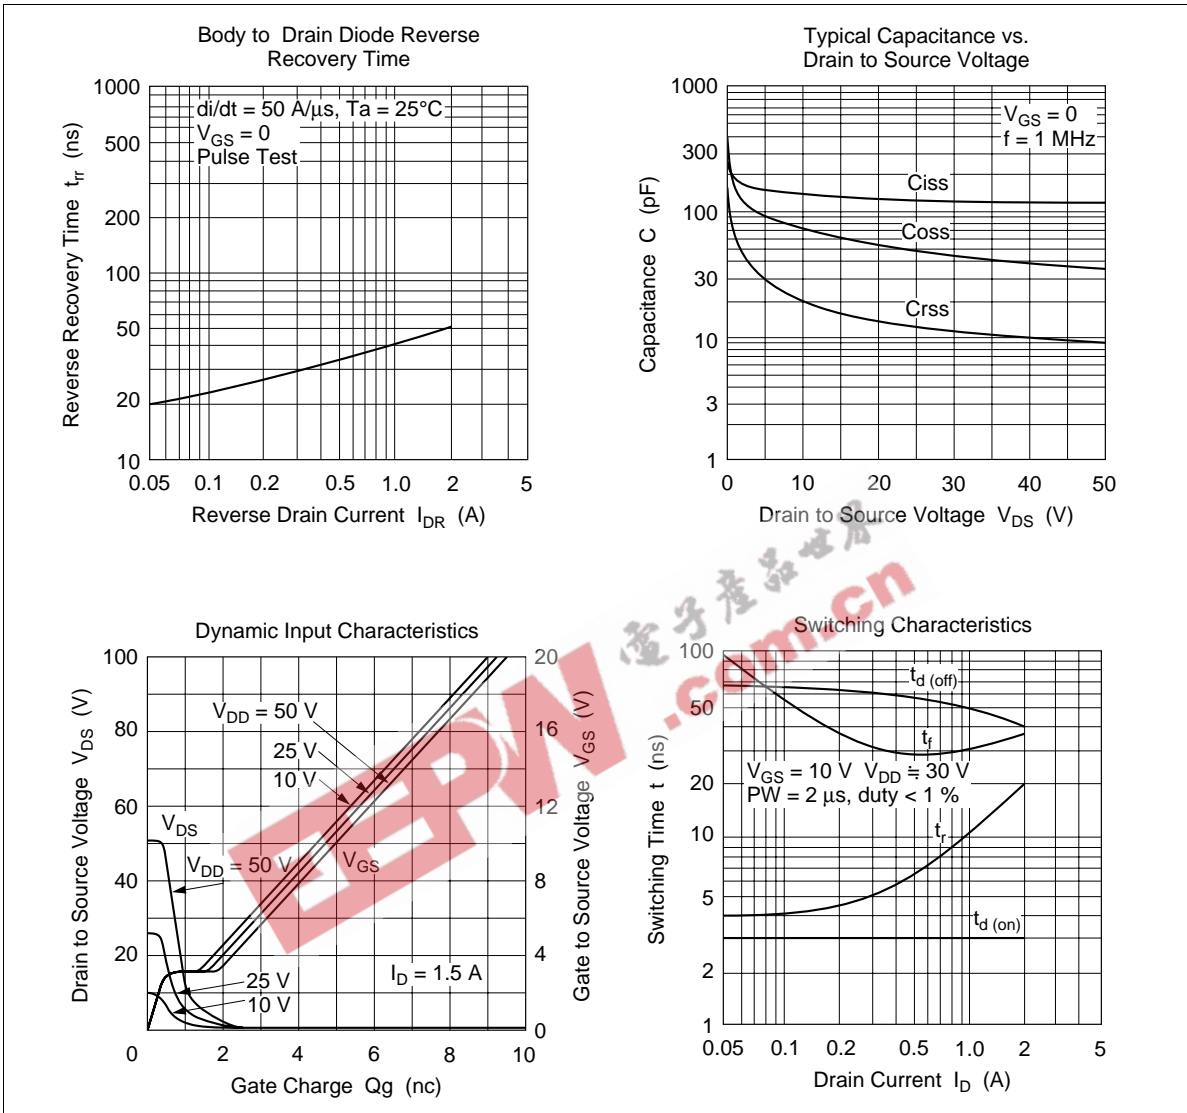 Body to Drain Diode Reverse
Recovery Time
1000
500
200
100
50
20
10
Reverse Recovery Time trr (ns)
di/dt = 50 A/μs, Ta = 25°C
VGS = 0
Pulse Test
0.05 0.1 0.2 0.5 1.0 2 5
Reverse Drain Current IDR (A)
Typical Capacitance vs.
Drain to Source Voltage
1000
300
100
30
10
3
1
Capacitance C (pF)
VGS = 0
f = 1 MHz
Ciss
Coss
Crss
0 10 20 30 40 50
Drain to Source Voltage VDS (V)
電子產品世界
EEPW.com.cn
Dynamic Input Characteristics
100
80
60
40
20
0
Drain to Source Voltage VDS (V)
VDD = 50 V
25 V
10 V
VDS
VDD = 50 V
VGS
25 V
10 V
ID = 1.5 A
20
16
12
8
4
0
Gate to Source Voltage VGS (V)
2 4 6 8 10
Gate Charge Qg (nc)
Switching Characteristics
100
50
20
10
5
2
1
Switching Time t (ns)
td (off)
tf
VGS = 10 V VDD ≒ 30 V
PW = 2 μs, duty < 1 %
tr
td (on)
0.05 0.1 0.2 0.5 1.0 2 5
Drain Current ID (A)